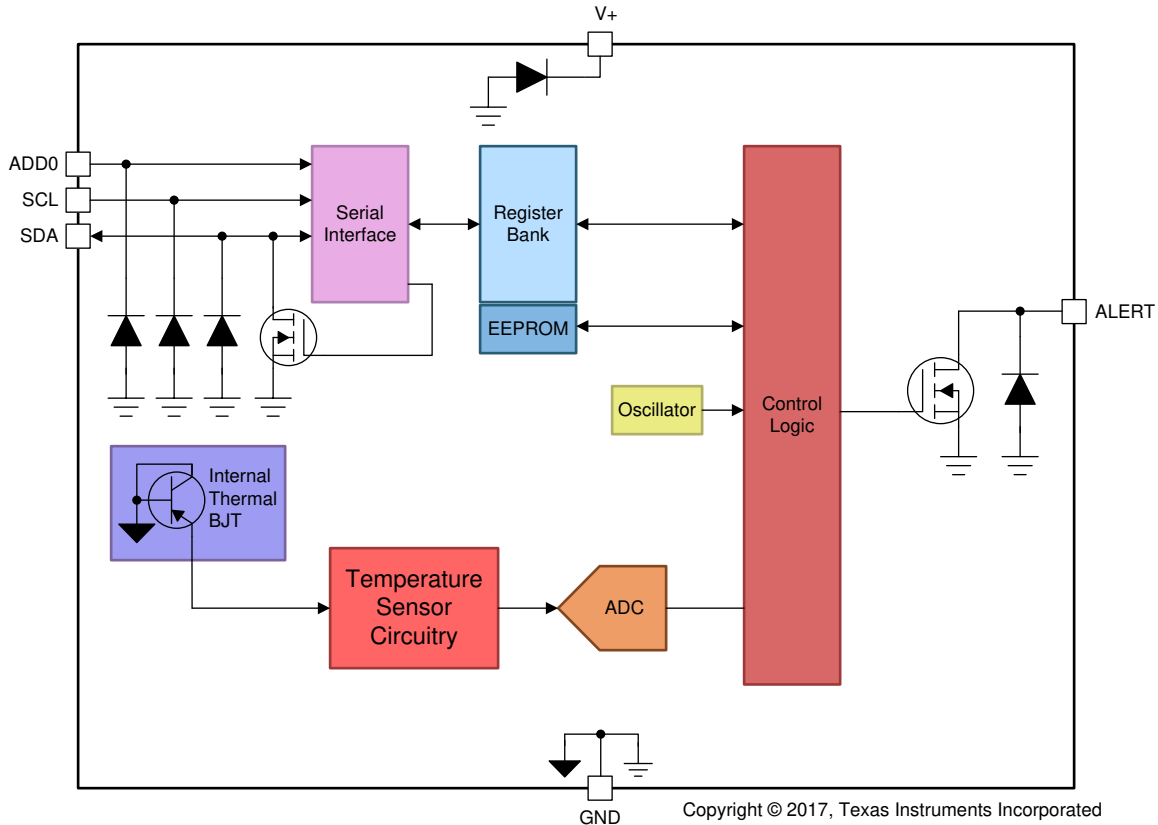 V+
ADD0
SCL
SDA
Serial
Interface
Register
Bank
EEPROM
ALERT
Oscillator
Control
Logic
Internal
Thermal
BJT
Temperature
Sensor
Circuitry
ADC
GND
Copyright © 2017, Texas Instruments Incorporated